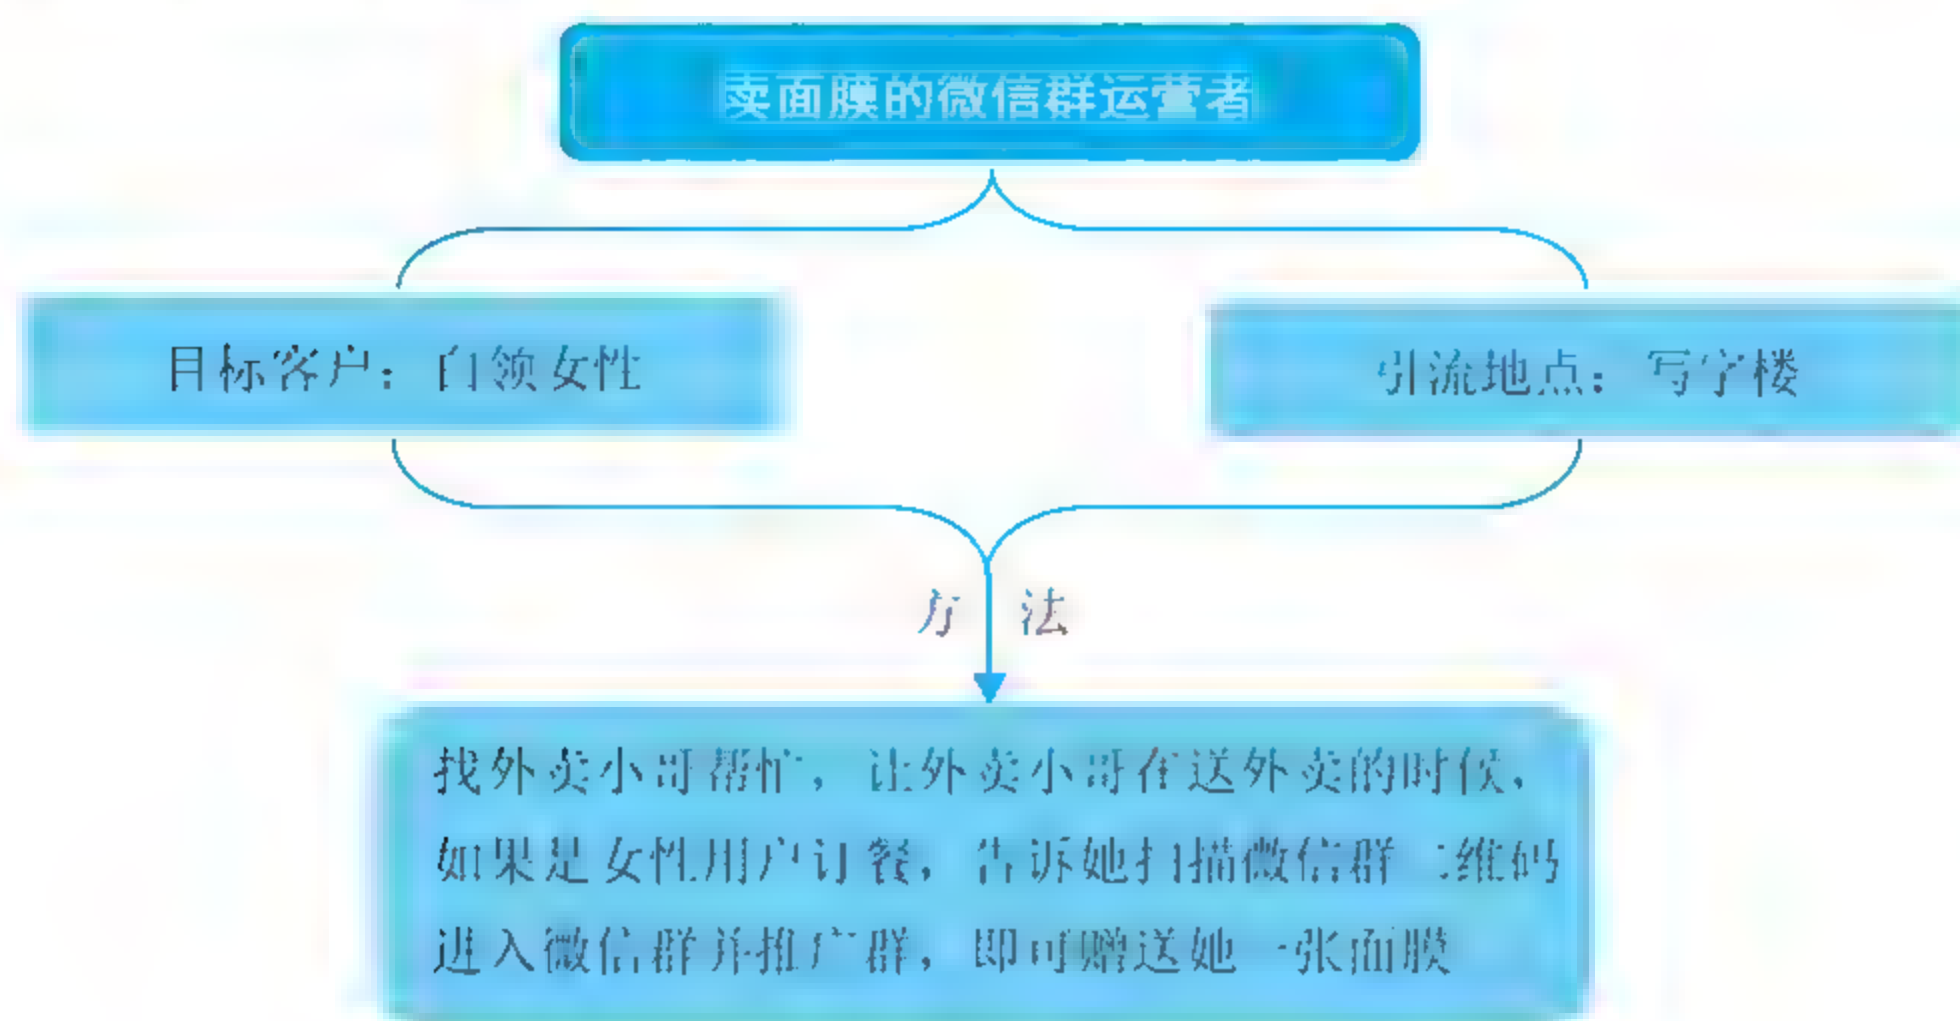 卖面膜的微信群运营者
目标客户：白领女性
引流地点：写字楼
方法
找外卖小哥帮忙，让外卖小哥在送外卖的时候，
如果是女性用户订餐，告诉她扫描微信群二维码
进入微信群并推广群，即可赠送她一张面膜